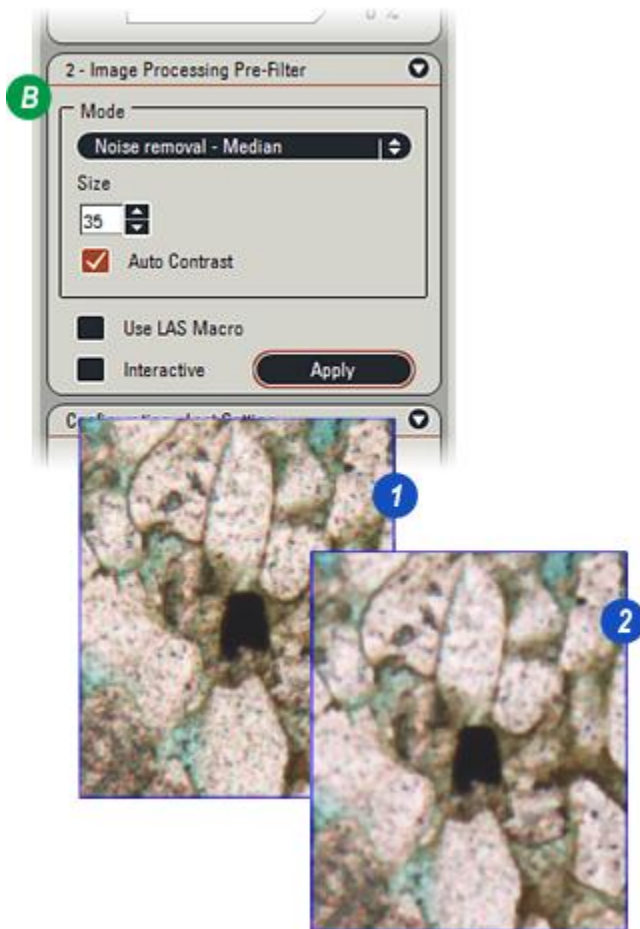 0 %
2 - Image Processing Pre-Filter
B
Mode
Noise removal - Median
Size
35
Auto Contrast
Use LAS Macro
Interactive
Apply
1
2